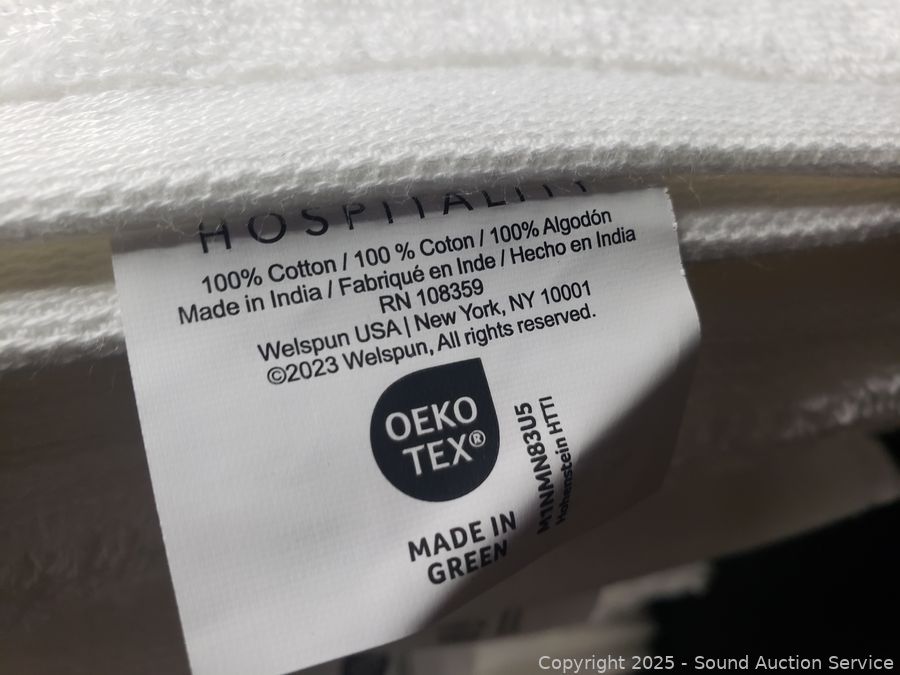 HOSPITALITY
100% Cotton / 100 % Coton / 100% Algodón
Made in India / Fabriqué en Inde / Hecho en India
RN 108359
Welspun USA | New York, NY 10001
©2023 Welspun, All rights reserved.
OEKO
TEX®
M1NMN83U5
Hohenstein HTTI
MADE IN
GREEN
Copyright 2025 - Sound Auction Service